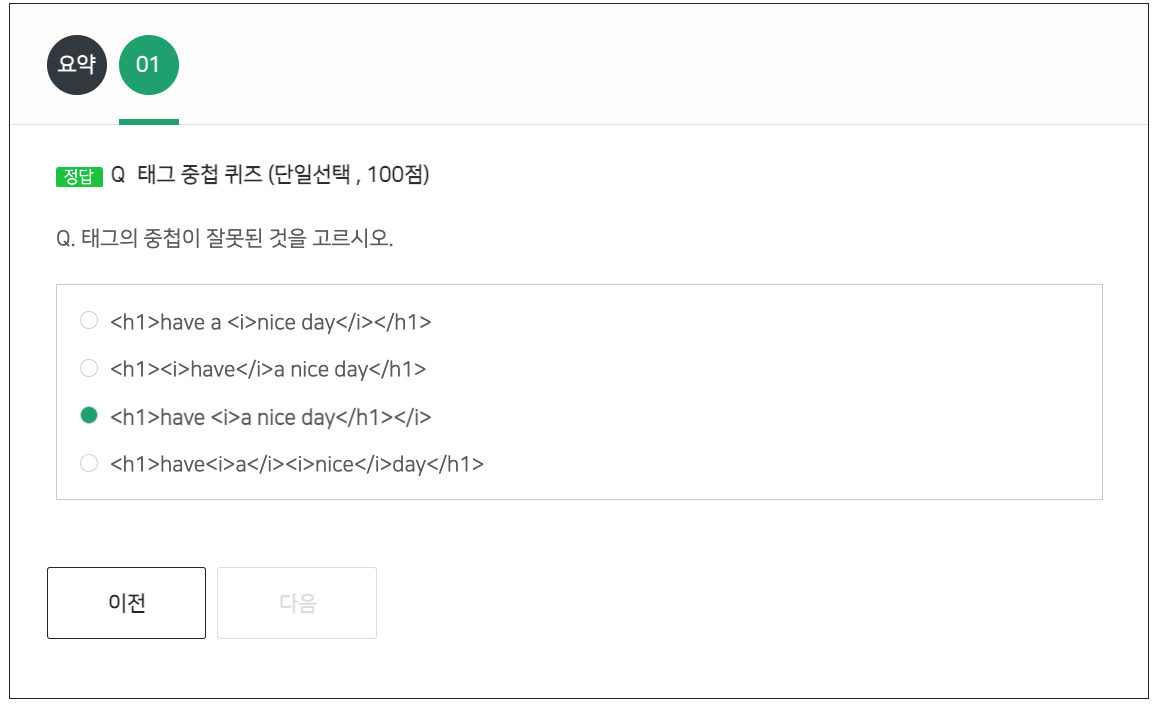 요약 01
정답 Q 태그 중첩 퀴즈 (단일선택 , 100점)
Q. 태그의 중첩이 잘못된 것을 고르시오.
<h1>have a <i>nice day</i></h1>
<h1><i>have</i>a nice day</h1>
<h1>have <i>a nice day</h1></i>
<h1>have<i>a</i><i>nice</i>day</h1>
이전 다음